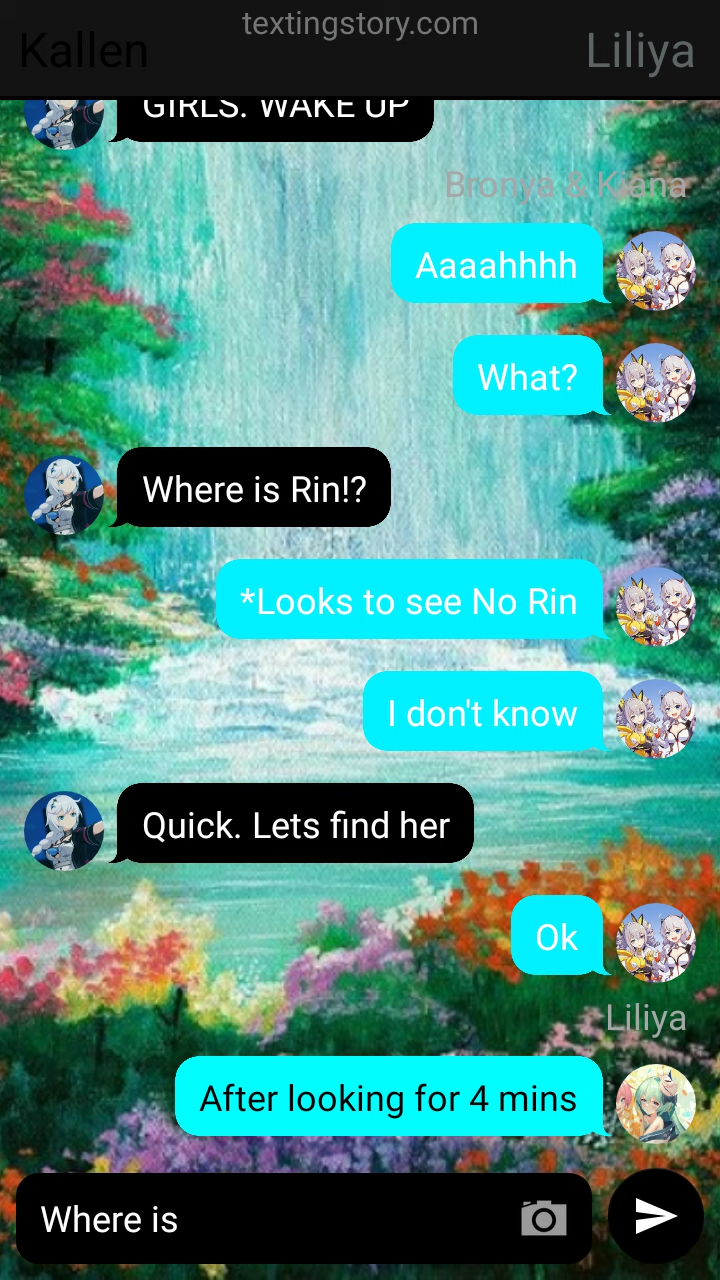 textingstory.com
Kallen
Liliya
GIRLS. WAKE UP
Bronya & Kiana
Aaaahhhh
What?
Where is Rin!?
*Looks to see No Rin
I don't know
Quick. Lets find her
Ok
Liliya
After looking for 4 mins
Where is